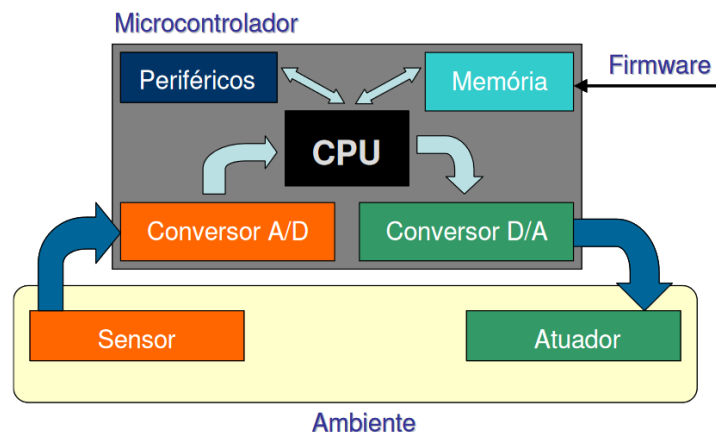 Microcontrolador
Periféricos
Memória
Firmware
CPU
Conversor A/D
Conversor D/A
Sensor
Atuador
Ambiente